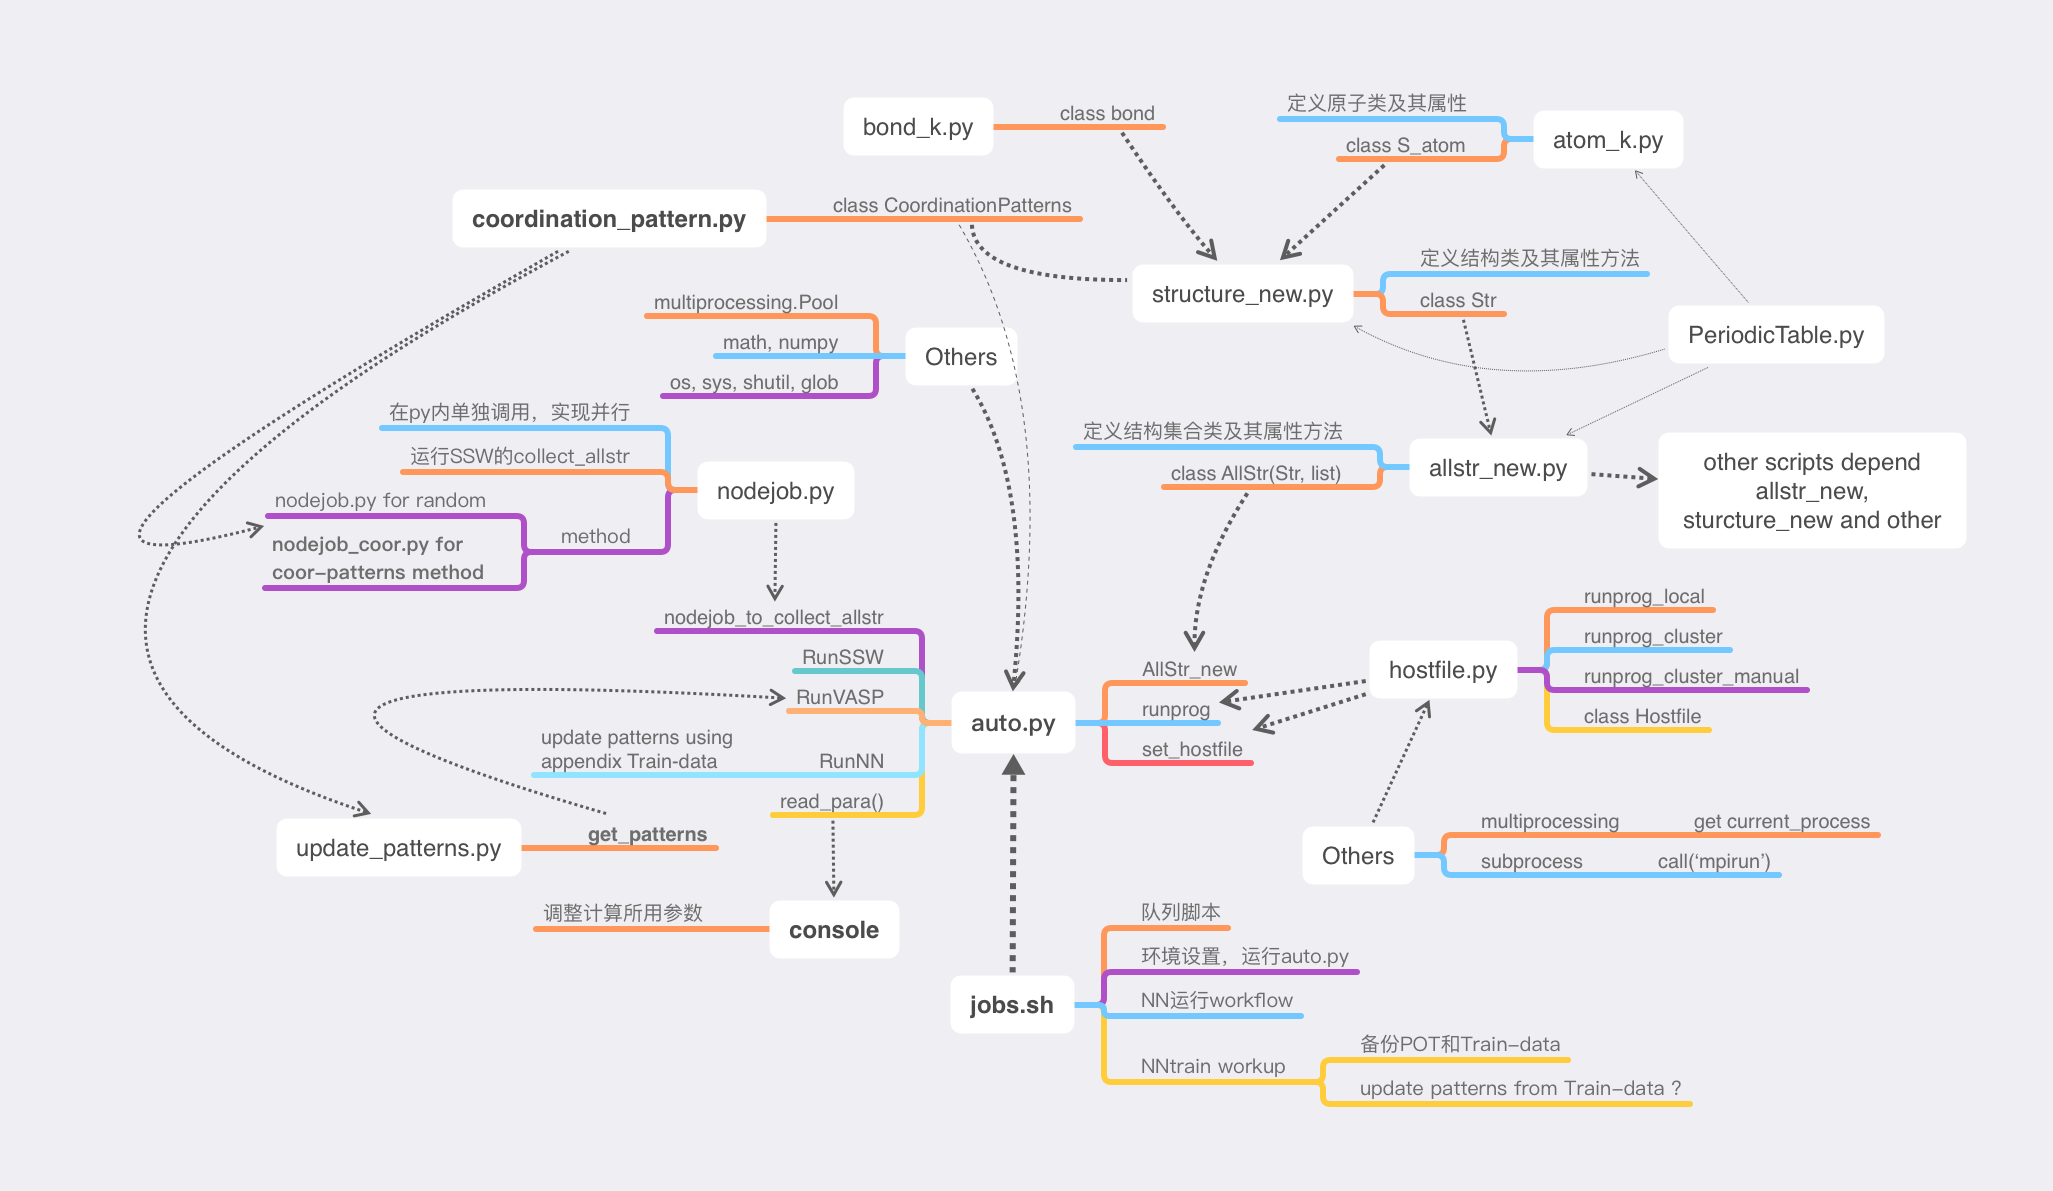 bond_k.py
class bond
定义原子类及其属性
class S_atom
atom_k.py
coordination_pattern.py
class CoordinationPatterns
structure_new.py
定义结构类及其属性方法
class Str
PeriodicTable.py
multiprocessing.Pool
math, numpy
os, sys, shutil, glob
Others
在py内单独调用，实现并行
运行SSW的collect_allstr
nodejob.py for random
nodejob_coor.py for
coor-patterns method
method
nodejob.py
定义结构集合类及其属性方法
class AllStr(Str, list)
allstr_new.py
other scripts depend
allstr_new,
sturcture_new and other
nodejob_to_collect_allstr
RunSSW
RunVASP
update patterns using
appendix Train-data
RunNN
read_para()
auto.py
AllStr_new
runprog
set_hostfile
hostfile.py
runprog_local
runprog_cluster
runprog_cluster_manual
class Hostfile
update_patterns.py
get_patterns
Others
multiprocessing
get current_process
subprocess
call(‘mpirun’)
调整计算所用参数
console
jobs.sh
队列脚本
环境设置，运行auto.py
NN运行workflow
NNtrain workup
备份POT和Train-data
update patterns from Train-data ?